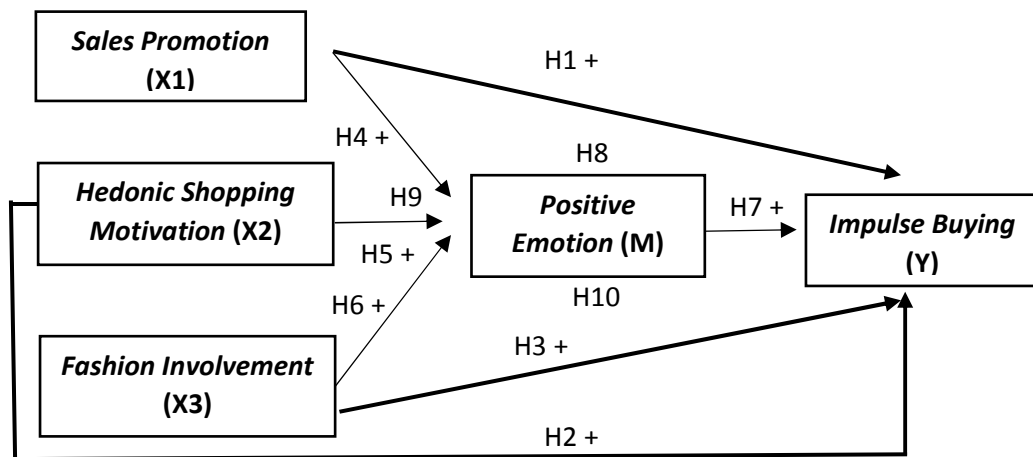 Sales Promotion
(X1)
H1 +
H4 +
H8
Hedonic Shopping
Motivation (X2)
H9
H5 +
Positive
Emotion (M)
H7 +
Impulse Buying
(Y)
H10
H6 +
Fashion Involvement
(X3)
H3 +
H2 +